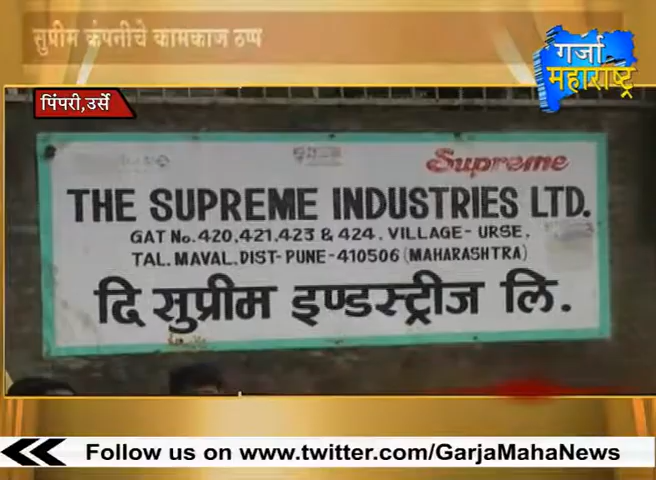 सुप्रीम कंपनीचे कामकाज ठप्प
गर्जा
महाराष्ट्र
पिंपरी,उर्से
Supreme
THE SUPREME INDUSTRIES LTD.
GAT No. 420,421,423 & 424. VILLAGE- URSE.
TAL. MAVAL. DIST-PUNE-410506 (MAHARASHTRA)
दि सुप्रीम इण्डस्ट्रीज लि.
Follow us on www.twitter.com/GarjaMahaNews